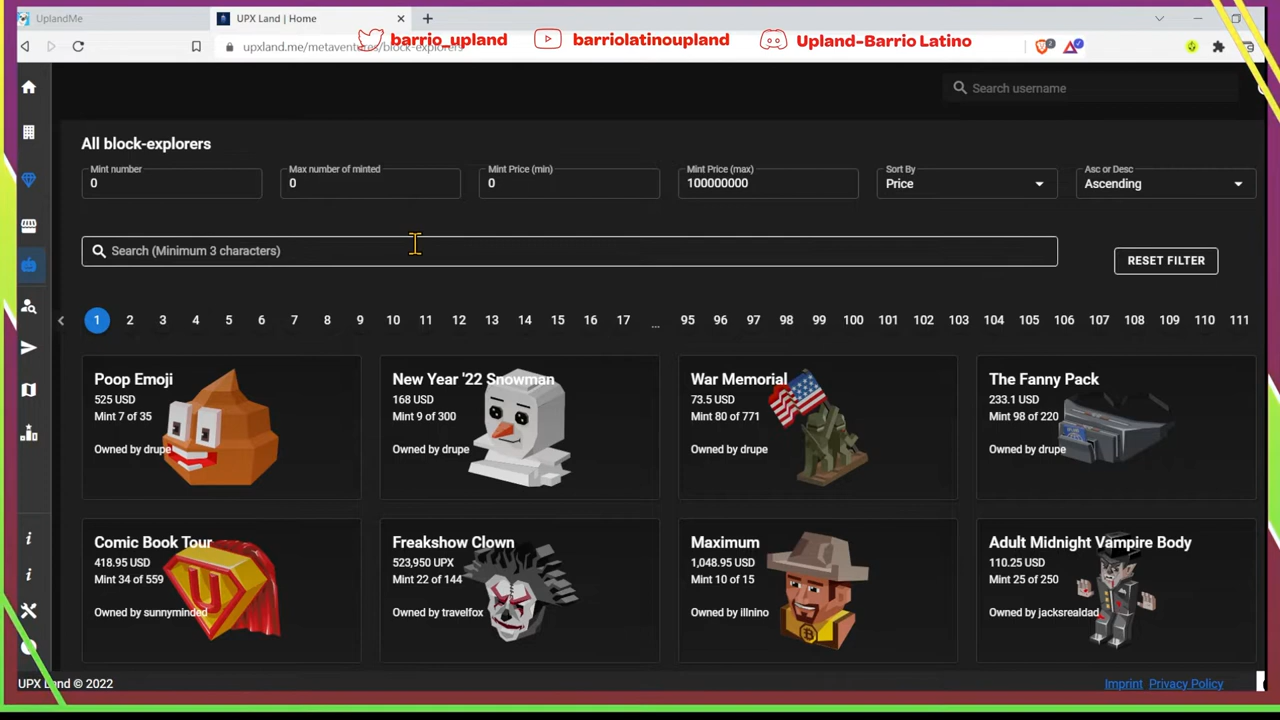 UplandMe
UPX Land | Home
upxland.me/metaventures/block-explorers
barrio_upland
barriolatinoupland
Upland-Barrio Latino
Search username
All block-explorers
Mint number
0
Max number of minted
0
Mint Price (min)
0
Mint Price (max)
100000000
Sort By
Price
Asc or Desc
Ascending
Search (Minimum 3 characters)
RESET FILTER
1 2 3 4 5 6 7 8 9 10 11 12 13 14 15 16 17 ... 95 96 97 98 99 100 101 102 103 104 105 106 107 108 109 110 111
Poop Emoji
525 USD
Mint 7 of 35
Owned by drupe
New Year '22 Snowman
168 USD
Mint 9 of 300
Owned by drupe
War Memorial
73.5 USD
Mint 80 of 771
Owned by drupe
The Fanny Pack
233.1 USD
Mint 98 of 220
Owned by drupe
Comic Book Tour
418.95 USD
Mint 34 of 559
Owned by sunnyminded
Freakshow Clown
523,950 UPX
Mint 22 of 144
Owned by travelfox
Maximum
1,048.95 USD
Mint 10 of 15
Owned by illnino
Adult Midnight Vampire Body
110.25 USD
Mint 25 of 250
Owned by jacksrealdad
UPX Land © 2022
Imprint
Privacy Policy